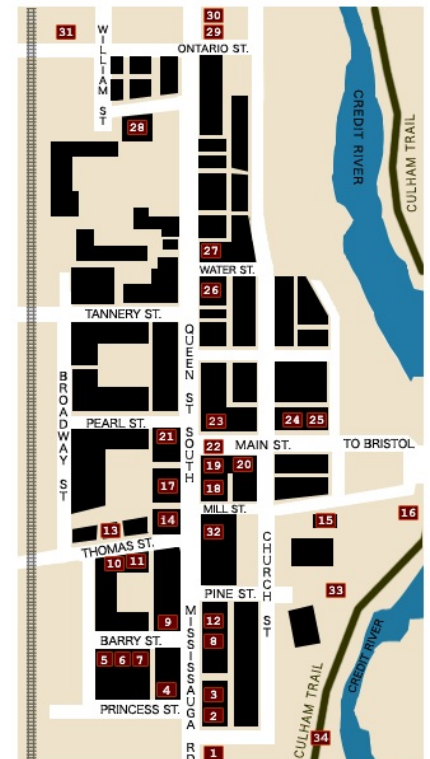 30
31
29
WILLIAM ST
ONTARIO ST.
28
CREDIT RIVER
CULHAM TRAIL
27
WATER ST.
26
TANNERY ST.
QUEEN ST SOUTH
BROADWAY ST
23
24
25
PEARL ST.
21
22
MAIN ST.
TO BRISTOL
19
20
17
18
MILL ST.
14
13
32
15
16
THOMAS ST.
10
11
CHURCH ST
33
PINE ST.
9
12
MISSISSAUGA RD
8
BARRY ST.
5
6
7
4
3
2
PRINCESS ST.
CREDIT RIVER
CULHAM TRAIL
34
1